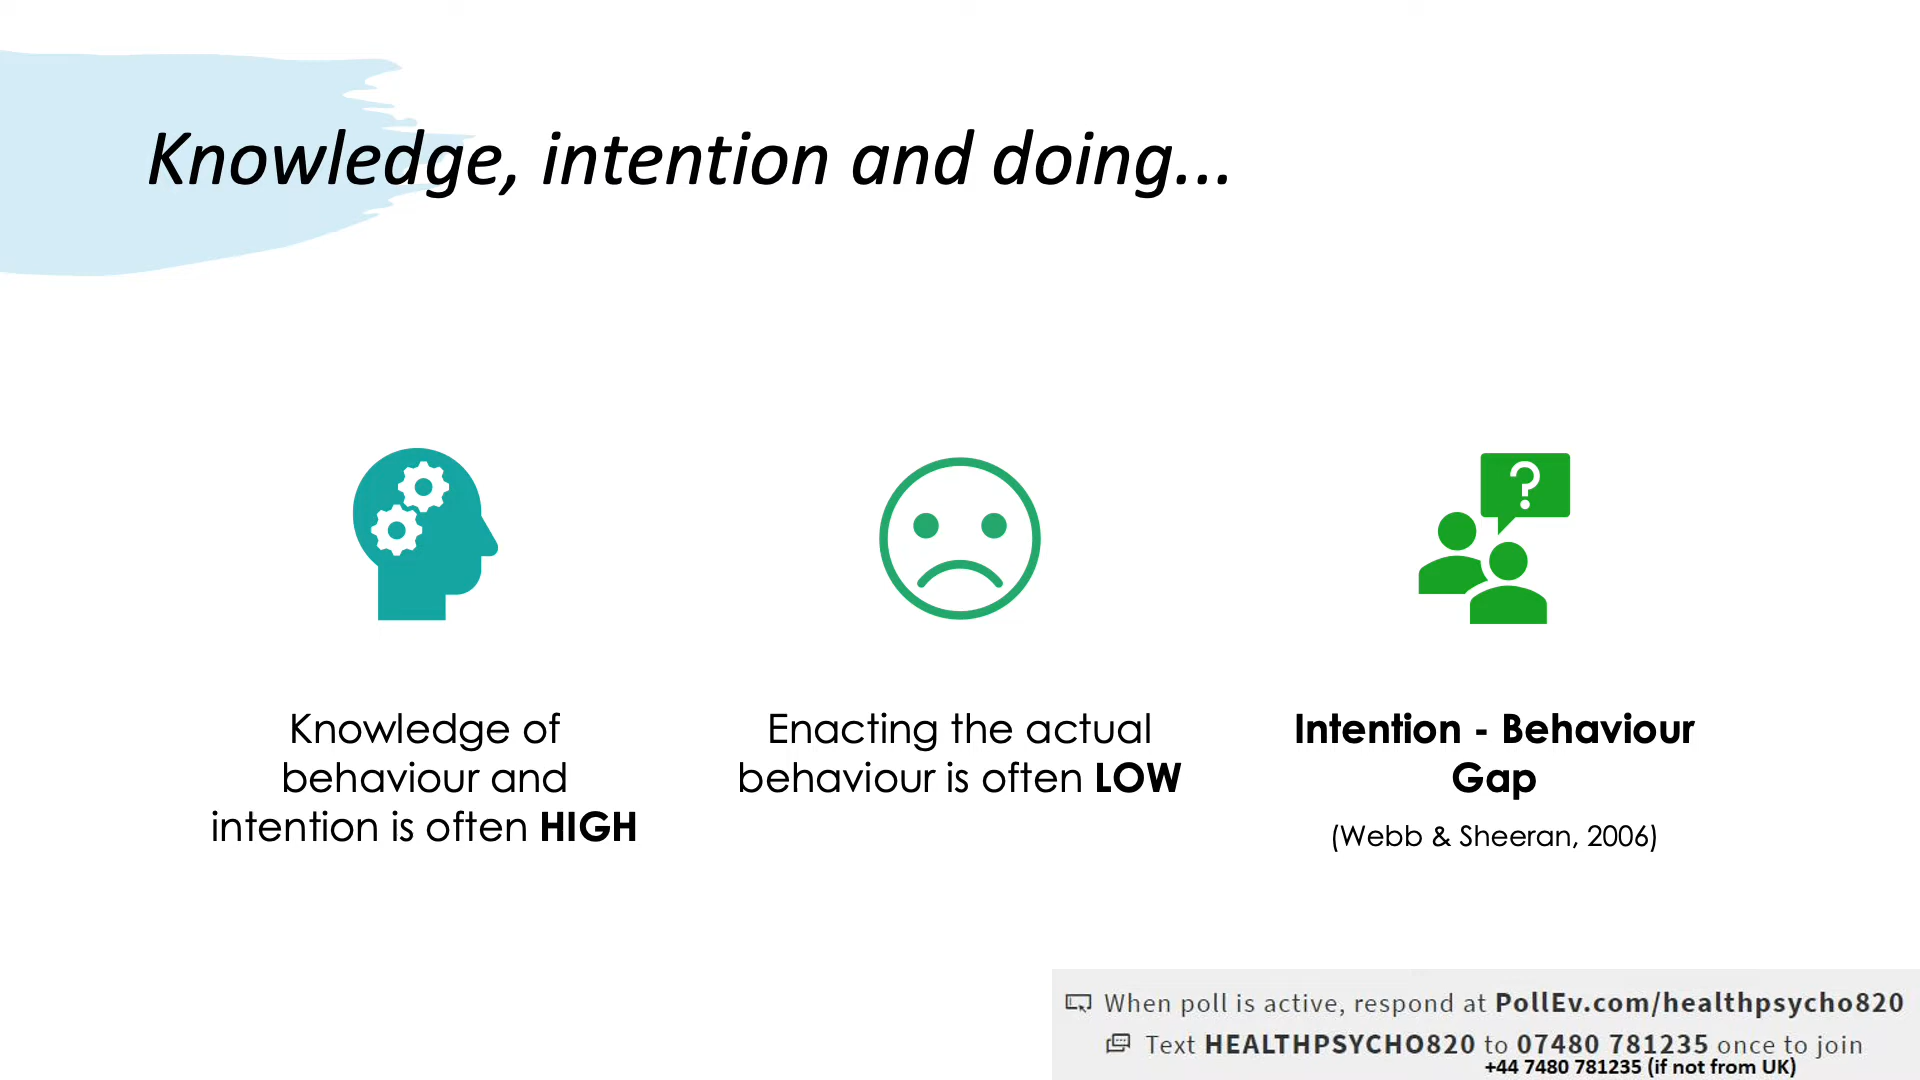 Knowledge, intention and doing...
Knowledge of
behaviour and
intention is often HIGH
Enacting the actual
behaviour is often LOW
Intention - Behaviour
Gap
(Webb & Sheeran, 2006)
?
When poll is active, respond at PollEv.com/healthpsycho820
Text HEALTHPSYCHO820 to 07480 781235 once to join
+44 7480 781235 (if not from UK)